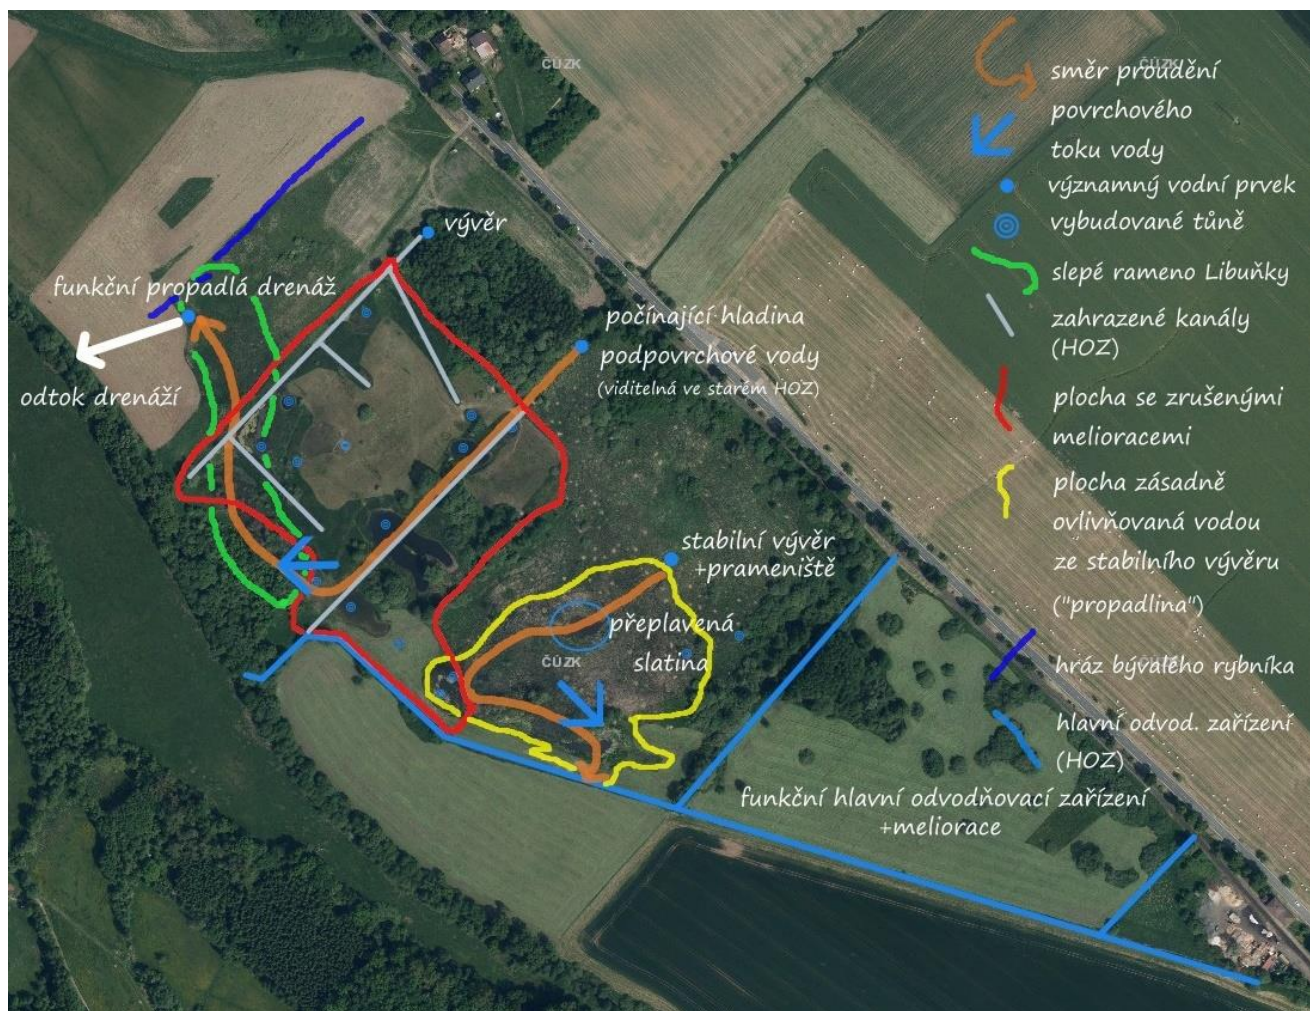 ČÚZK
ČÚZK
směr proudění
povrchového
toku vody
významný vodní prvek
vybudované tůně
slepé rameno Libuňky
zahrazené kanály
(HOZ)
plocha se zrušenými
melioracemi
plocha zásadně
ovlivňovaná vodou
ze stabilního vývěru
("propadlina")
hráz bývalého rybníka
ČÚZK
hlavní odvod. zařízení
(HOZ)
vývěr
funkční propadlá drenáž
odtok drenáží
počínající hladina
podpovrchové vody
(viditelná ve starém HOZ)
stabilní vývěr
+prameniště
přeplavená
slatina
ČÚZK
funkční hlavní odvodňovací zařízení
+meliorace